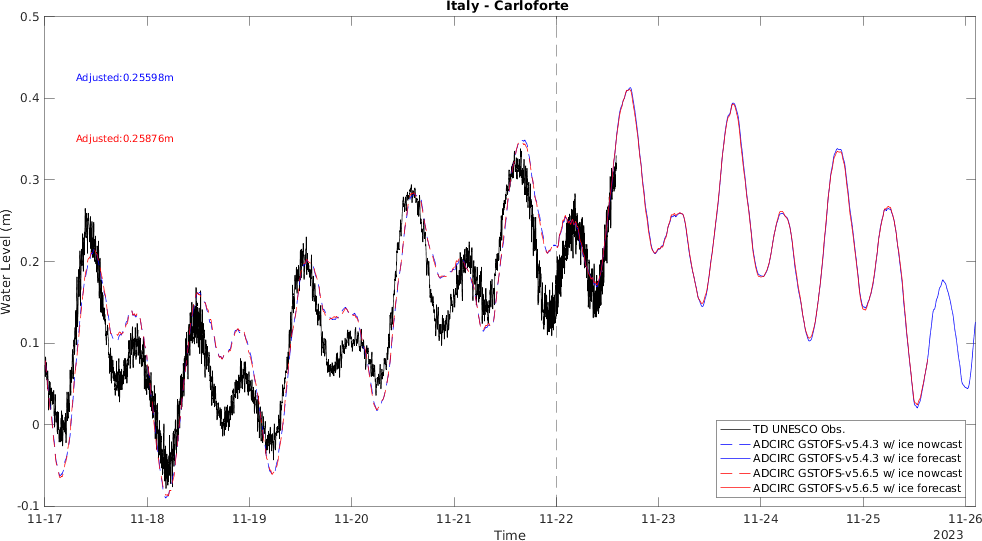 Italy - Carloforte
0.5
0.4
0.3
0.2
0.1
0
-0.1
Water Level (m)
Adjusted:0.25598m
Adjusted:0.25876m
TD UNESCO Obs.
ADCIRC GSTOFS-v5.4.3 w/ ice nowcast
ADCIRC GSTOFS-v5.4.3 w/ ice forecast
ADCIRC GSTOFS-v5.6.5 w/ ice nowcast
ADCIRC GSTOFS-v5.6.5 w/ ice forecast
11-17 11-18 11-19 11-20 11-21 11-22 11-23 11-24 11-25 11-26
Time
2023